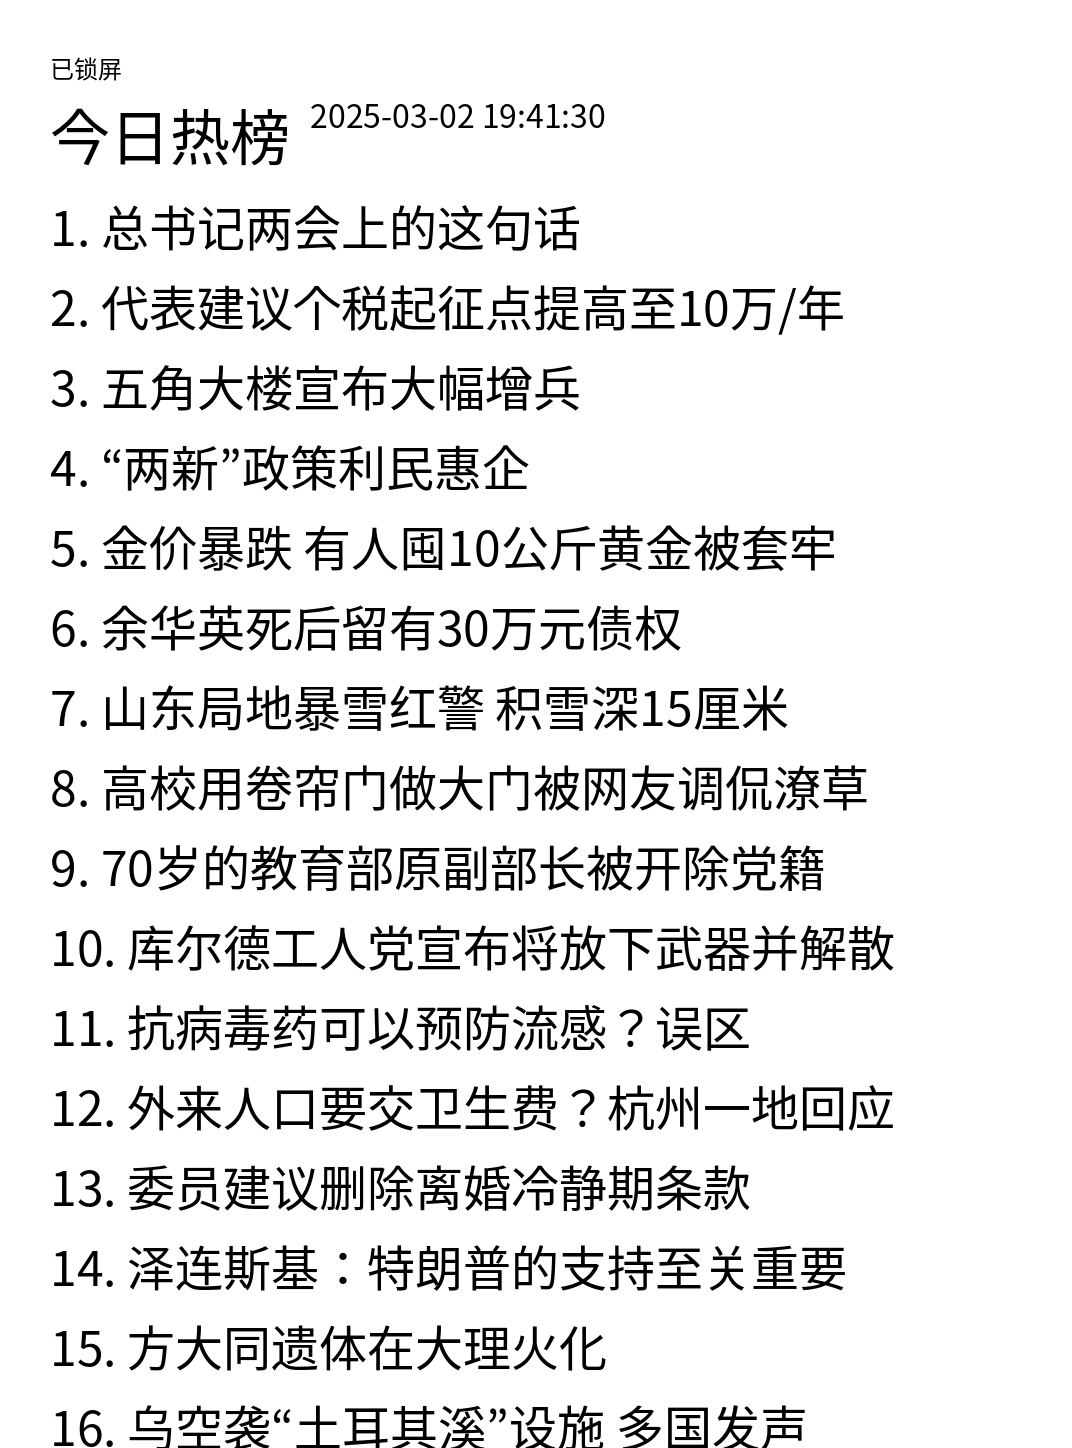 已锁屏
今日热榜 2025-03-02 19:41:30
1. 总书记两会上的这句话
2. 代表建议个税起征点提高至10万/年
3. 五角大楼宣布大幅增兵
4. “两新”政策利民惠企
5. 金价暴跌 有人囤10公斤黄金被套牢
6. 余华英死后留有30万元债权
7. 山东局地暴雪红警 积雪深15厘米
8. 高校用卷帘门做大门被网友调侃潦草
9. 70岁的教育部原副部长被开除党籍
10. 库尔德工人党宣布将放下武器并解散
11. 抗病毒药可以预防流感？误区
12. 外来人口要交卫生费？杭州一地回应
13. 委员建议删除离婚冷静期条款
14. 泽连斯基：特朗普的支持至关重要
15. 方大同遗体在大理火化
16. 乌空袭“土耳其溪”设施 多国发声